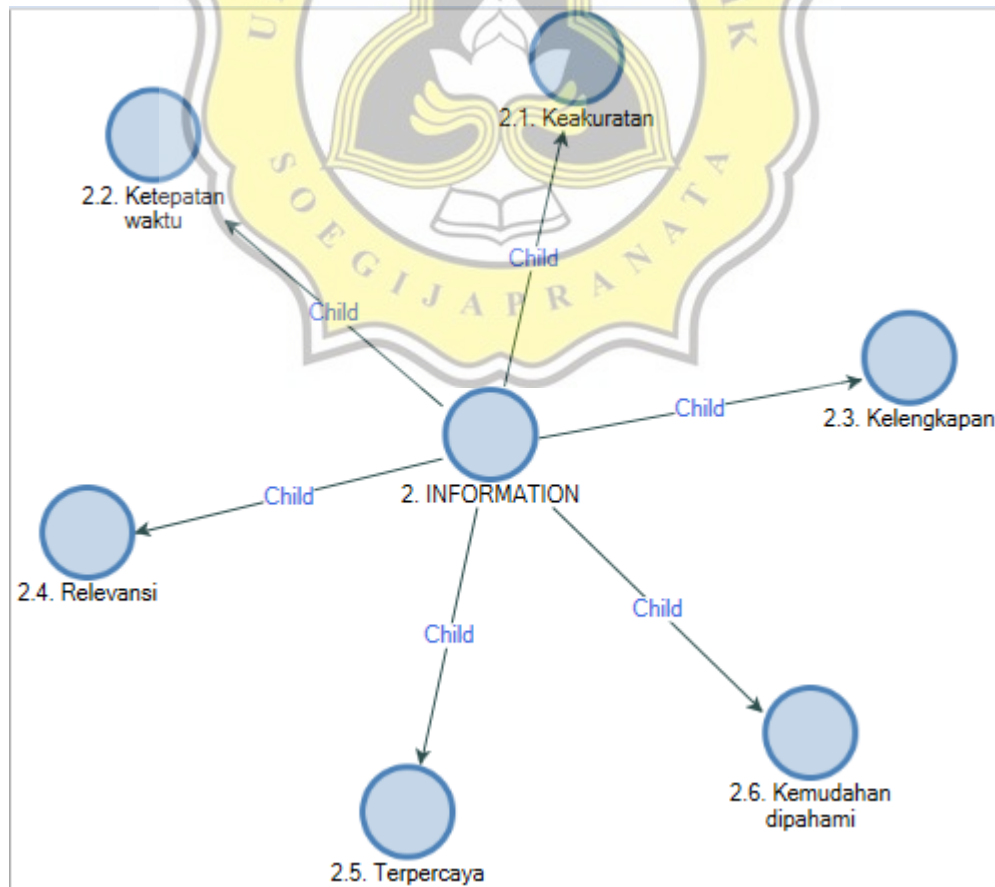 U
K
SOEGIJAPRANATA
2.1. Keakuratan
2.2. Ketepatan
waktu
Child
Child
2.3. Kelengkapan
Child
2. INFORMATION
Child
2.4. Relevansi
Child
Child
2.6. Kemudahan
dipahami
2.5. Terpercaya